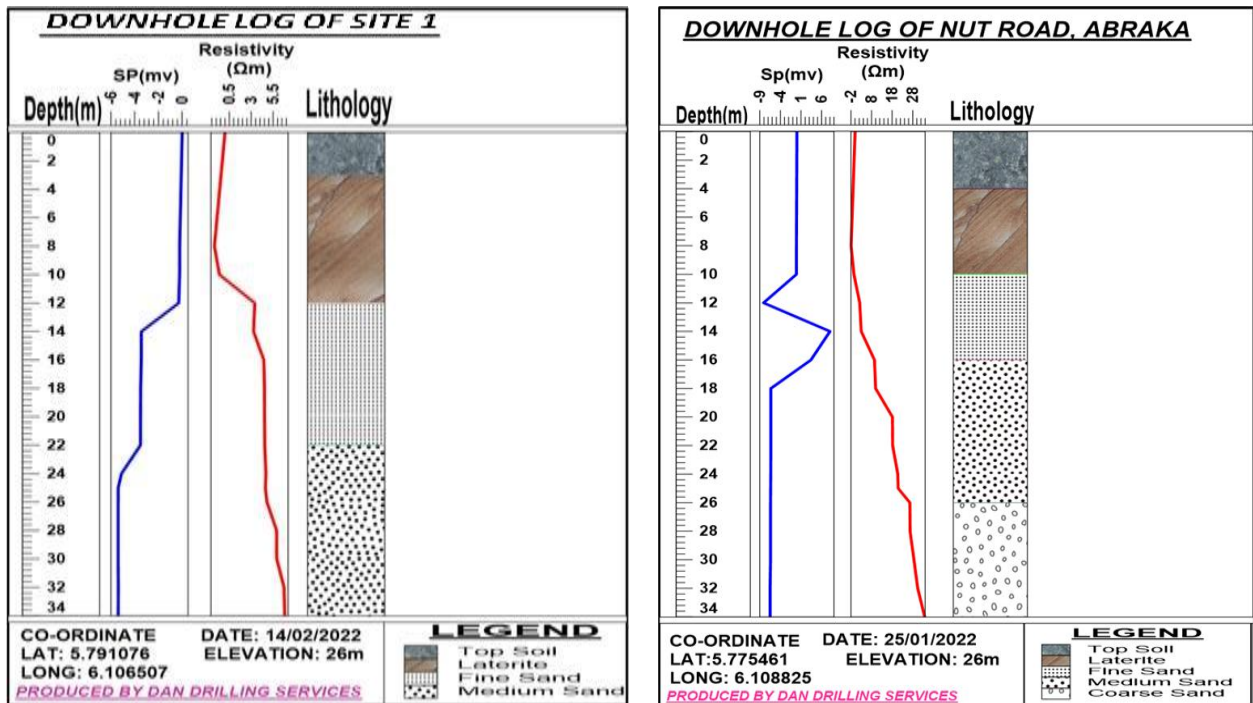 DOWNHOLE LOG OF SITE 1
Resistivity
(Ωm)
SP(mv)
Depth(m)
-6 -4 -2 0
0.5 3 5.5
Lithology
0
2
4
6
8
10
12
14
16
18
20
22
24
26
28
30
32
34
CO-ORDINATE
LAT: 5.791076
LONG: 6.106507
DATE: 14/02/2022
ELEVATION: 26m
PRODUCED BY DAN DRILLING SERVICES
LEGEND
Top Soil
Laterite
Fine Sand
Medium Sand
DOWNHOLE LOG OF NUT ROAD, ABRAKA
Resistivity
(Ωm)
Sp(mv)
Depth(m)
-9 -4 1 6
-2 8 18 28
Lithology
0
2
4
6
8
10
12
14
16
18
20
22
24
26
28
30
32
34
CO-ORDINATE
LAT:5.775461
LONG: 6.108825
DATE: 25/01/2022
ELEVATION: 26m
PRODUCED BY DAN DRILLING SERVICES
LEGEND
Top Soil
Laterite
Fine Sand
Medium Sand
Coarse Sand